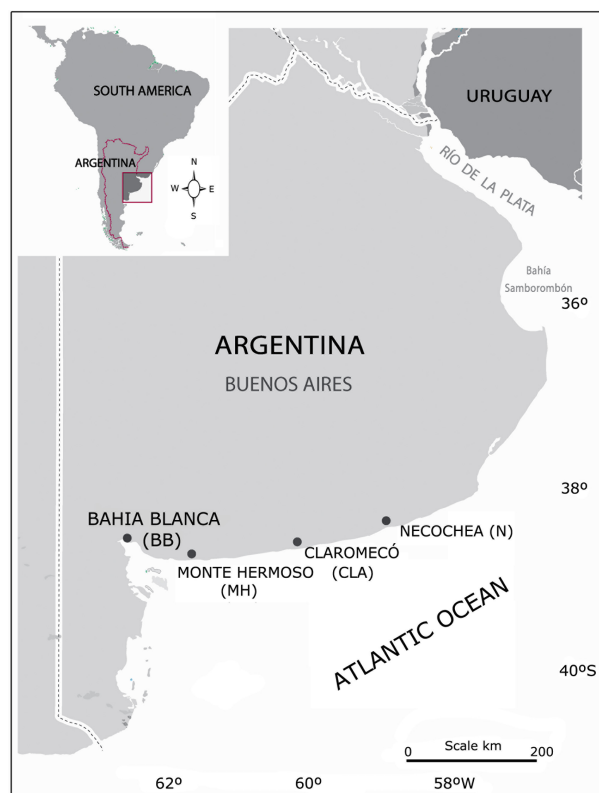 SOUTH AMERICA
ARGENTINA
N
W
E
S
URUGUAY
RÍO DE LA PLATA
Bahía
Samborombón
36º
ARGENTINA
BUENOS AIRES
38º
BAHIA BLANCA
(BB)
MONTE HERMOSO
(MH)
CLAROMECÓ
(CLA)
NECOCHEA (N)
ATLANTIC OCEAN
40ºS
0 Scale km 200
62º 60º 58ºW